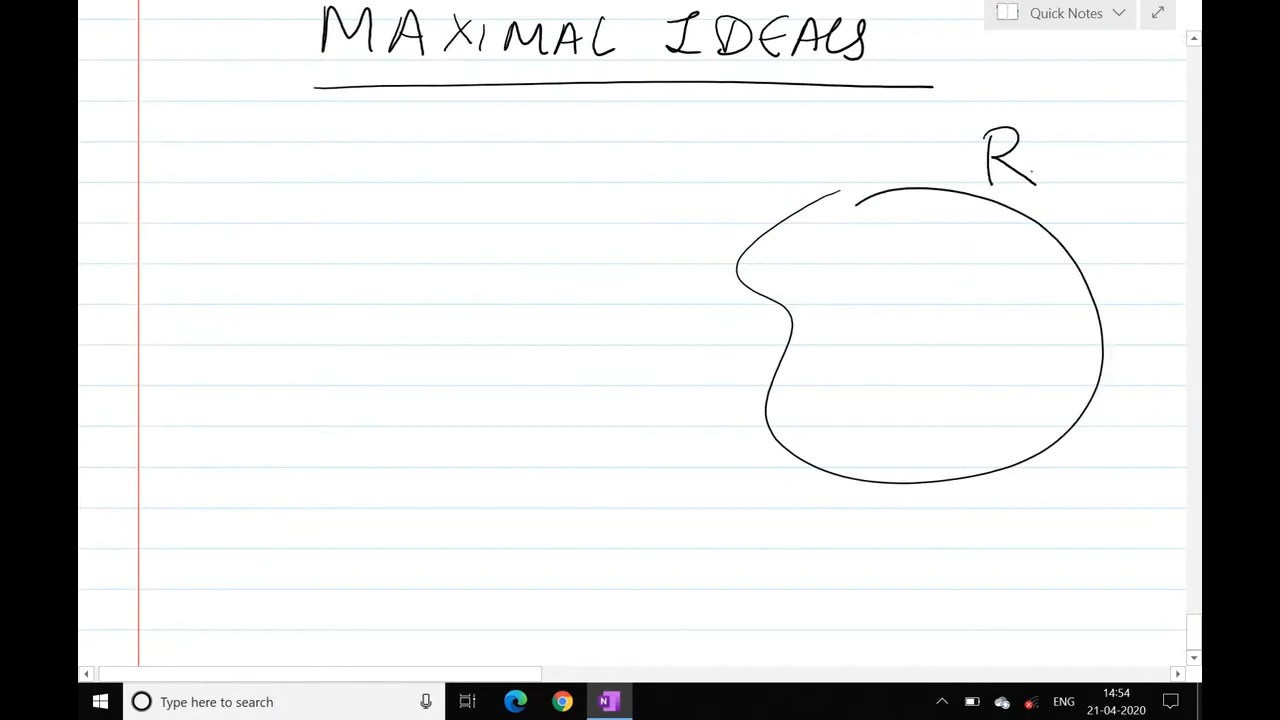 MAXIMAL IDEALS
Quick Notes
R
Type here to search
ENG
14:54
21-04-2020